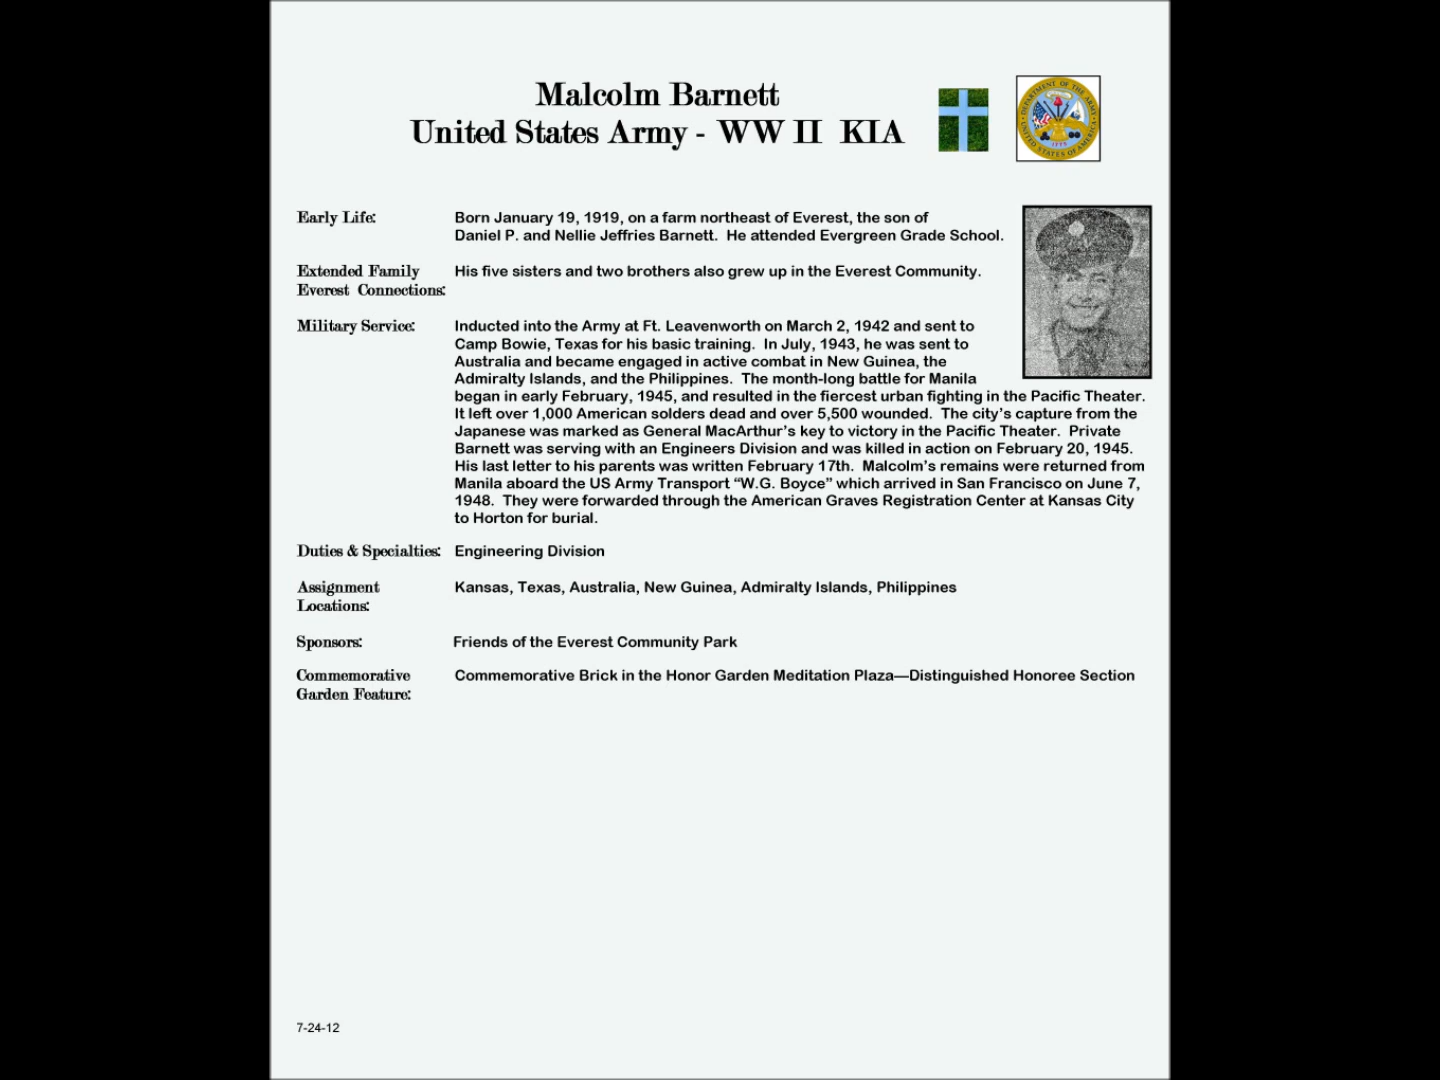 Malcolm Barnett
United States Army - WW II KIA
DEPARTMENT OF THE ARMY
UNITED STATES OF AMERICA
1775
Early Life: Born January 19, 1919, on a farm northeast of Everest, the son of
Daniel P. and Nellie Jeffries Barnett. He attended Evergreen Grade School.
Extended Family His five sisters and two brothers also grew up in the Everest Community.
Everest Connections:
Military Service: Inducted into the Army at Ft. Leavenworth on March 2, 1942 and sent to
Camp Bowie, Texas for his basic training. In July, 1943, he was sent to
Australia and became engaged in active combat in New Guinea, the
Admiralty Islands, and the Philippines. The month-long battle for Manila
began in early February, 1945, and resulted in the fiercest urban fighting in the Pacific Theater.
It left over 1,000 American solders dead and over 5,500 wounded. The city’s capture from the
Japanese was marked as General MacArthur’s key to victory in the Pacific Theater. Private
Barnett was serving with an Engineers Division and was killed in action on February 20, 1945.
His last letter to his parents was written February 17th. Malcolm’s remains were returned from
Manila aboard the US Army Transport “W.G. Boyce” which arrived in San Francisco on June 7,
1948. They were forwarded through the American Graves Registration Center at Kansas City
to Horton for burial.
Duties & Specialties: Engineering Division
Assignment Kansas, Texas, Australia, New Guinea, Admiralty Islands, Philippines
Locations:
Sponsors: Friends of the Everest Community Park
Commemorative Commemorative Brick in the Honor Garden Meditation Plaza—Distinguished Honoree Section
Garden Feature:
7-24-12